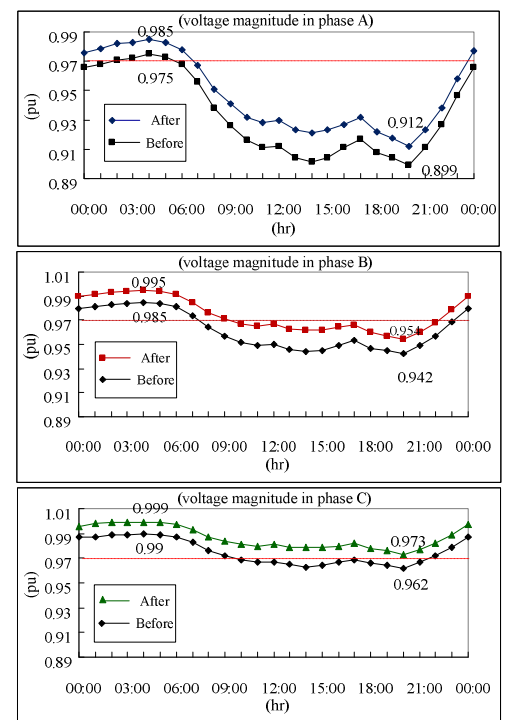 (voltage magnitude in phase A)
0.99
0.97
0.95
0.93
0.91
0.89
(pu)
0.985
0.975
0.912
0.899
After
Before
00:00 03:00 06:00 09:00 12:00 15:00 18:00 21:00 00:00
(hr)
(voltage magnitude in phase B)
1.01
0.99
0.97
0.95
0.93
0.91
0.89
(pu)
0.995
0.985
0.954
0.942
After
Before
00:00 03:00 06:00 09:00 12:00 15:00 18:00 21:00 00:00
(hr)
(voltage magnitude in phase C)
1.01
0.99
0.97
0.95
0.93
0.91
0.89
(pu)
0.999
0.99
0.973
0.962
After
Before
00:00 03:00 06:00 09:00 12:00 15:00 18:00 21:00 00:00
(hr)